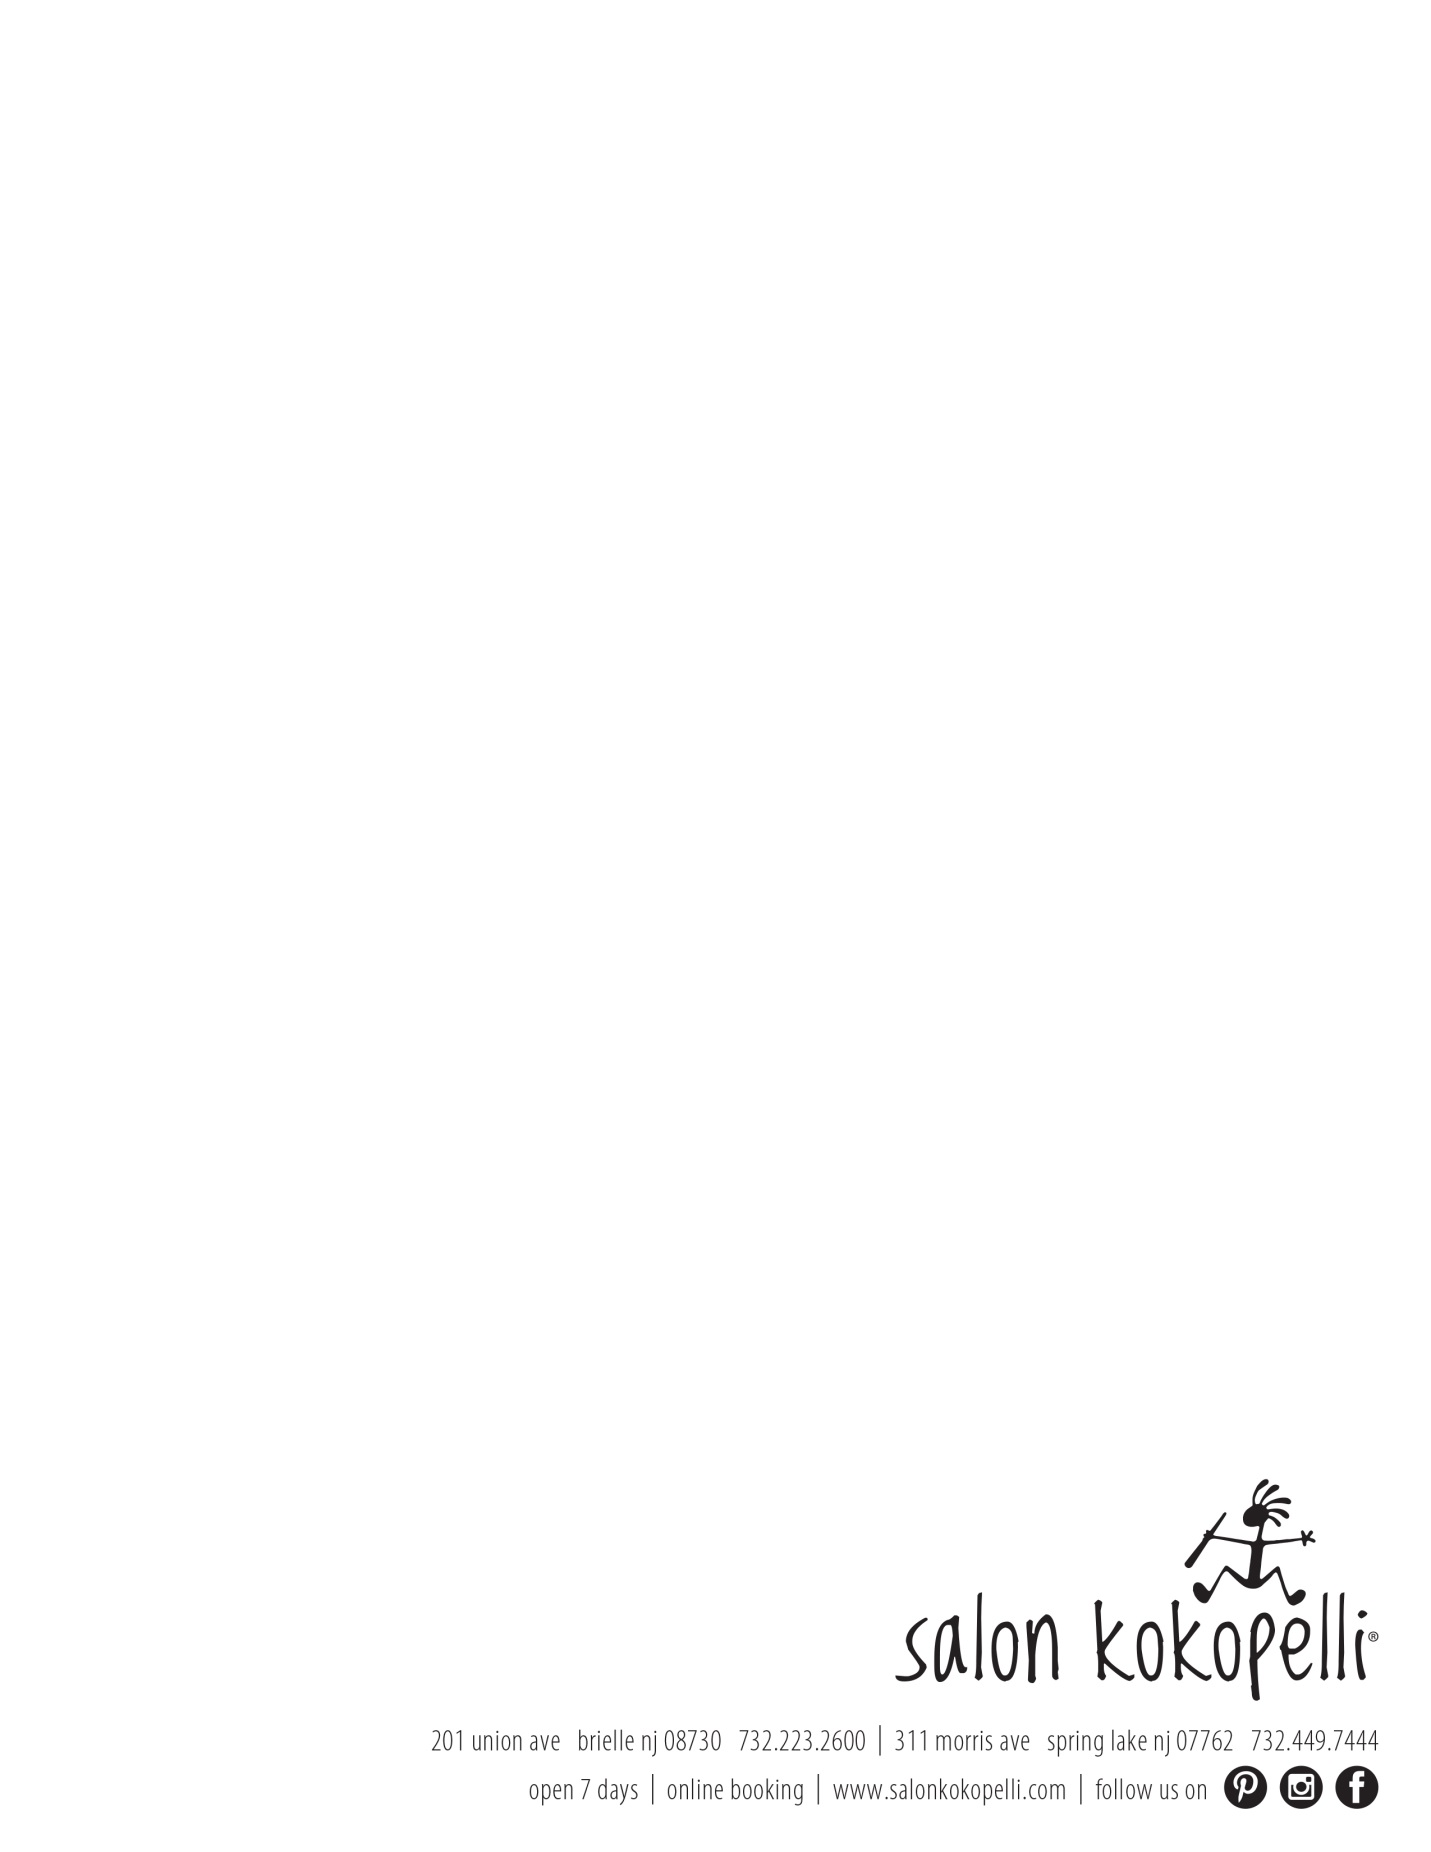 salon kokopelli®
201 union ave brielle nj 08730 732.223.2600 | 311 morris ave spring lake nj 07762 732.449.7444
open 7 days | online booking | www.salonkokopelli.com | follow us on